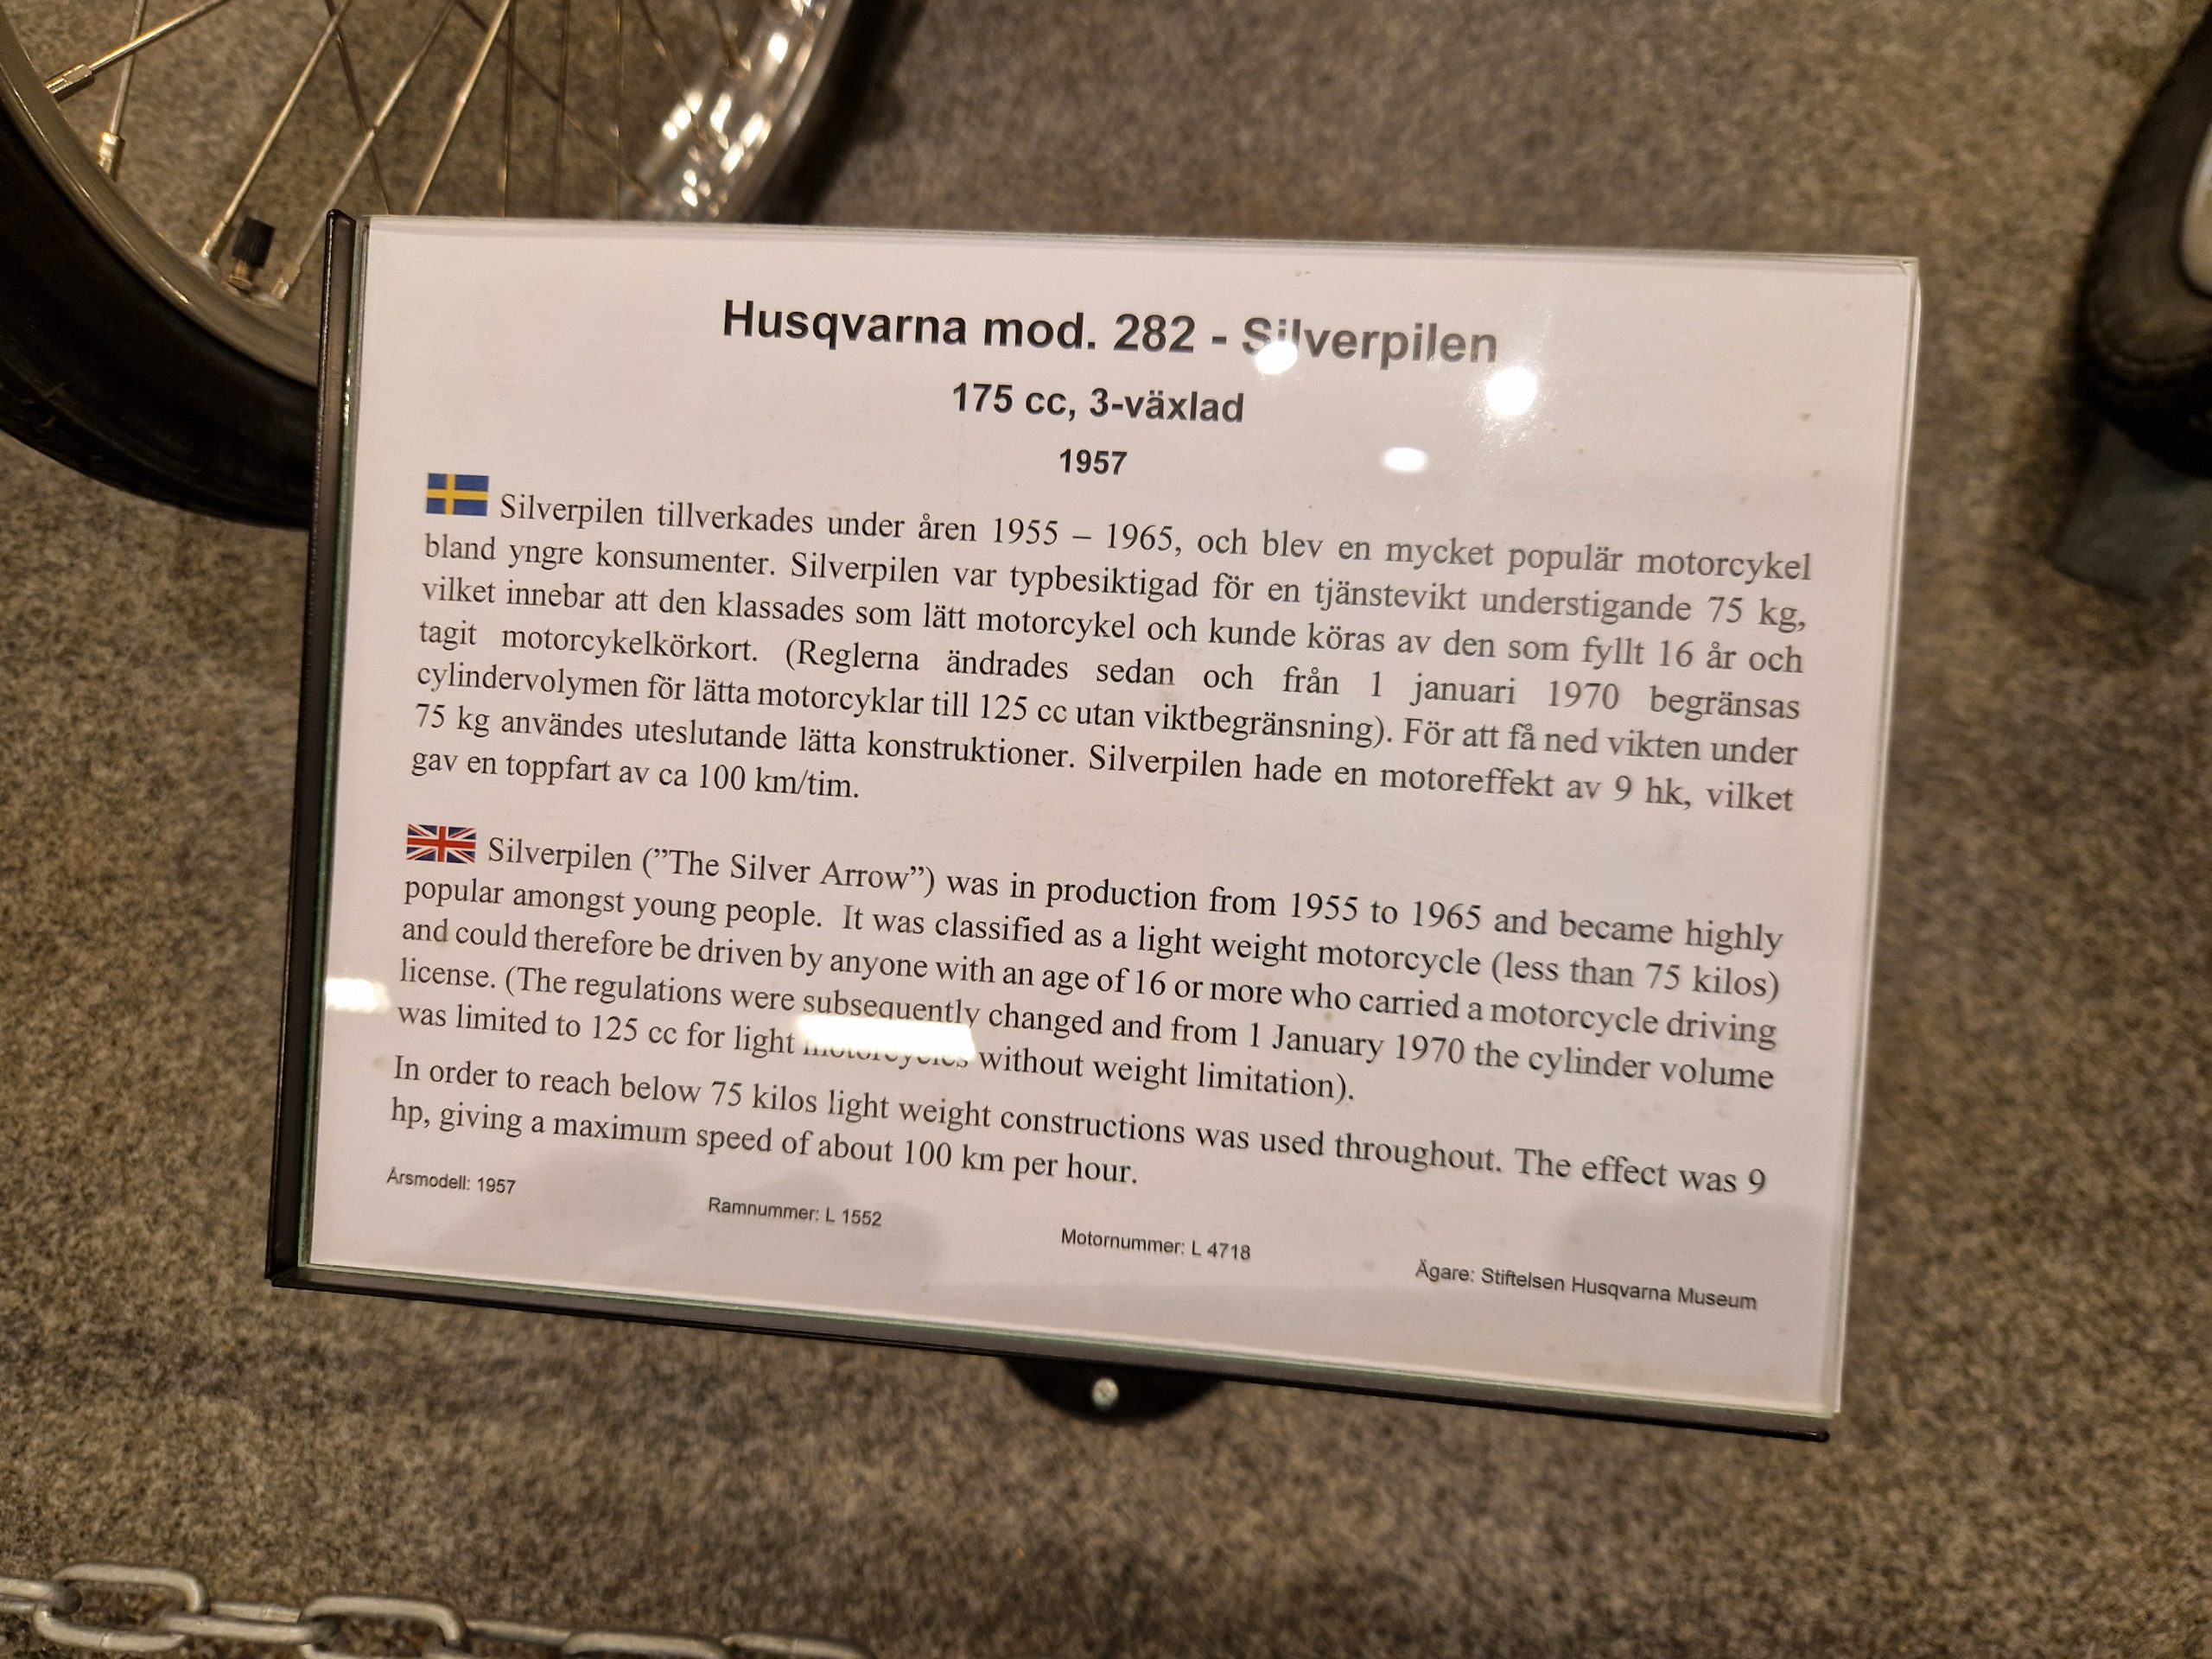 Husqvarna mod. 282 - Silverpilen
175 cc, 3-växlad
1957
Silverpilen tillverkades under åren 1955 – 1965, och blev en mycket populär motorcykel
bland yngre konsumenter. Silverpilen var typbesiktigad för en tjänstevikt understigande 75 kg,
vilket innebar att den klassades som lätt motorcykel och kunde köras av den som fyllt 16 år och
tagit motorcykelkörkort. (Reglerna ändrades sedan och från 1 januari 1970 begränsas
cylindervolymen för lätta motorcyklar till 125 cc utan viktbegränsning). För att få ned vikten under
75 kg användes uteslutande lätta konstruktioner. Silverpilen hade en motoreffekt av 9 hk, vilket
gav en toppfart av ca 100 km/tim.
Silverpilen (”The Silver Arrow”) was in production from 1955 to 1965 and became highly
popular amongst young people. It was classified as a light weight motorcycle (less than 75 kilos)
and could therefore be driven by anyone with an age of 16 or more who carried a motorcycle driving
license. (The regulations were subsequently changed and from 1 January 1970 the cylinder volume
was limited to 125 cc for light motorcycles without weight limitation).
In order to reach below 75 kilos light weight constructions was used throughout. The effect was 9
hp, giving a maximum speed of about 100 km per hour.
Årsmodell: 1957
Ramnummer: L 1552
Motornummer: L 4718
Ägare: Stiftelsen Husqvarna Museum